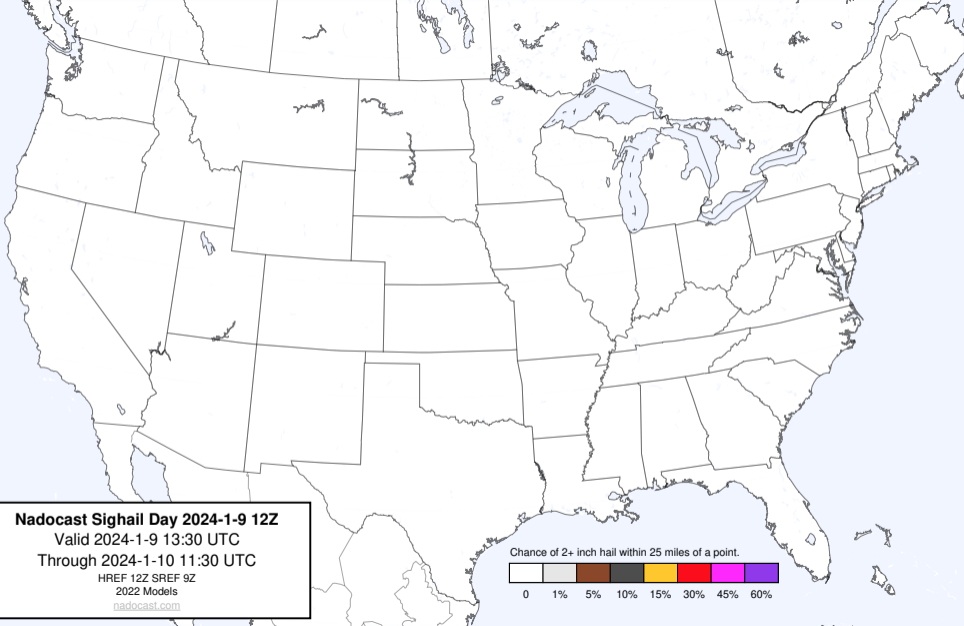 Nadocast Sighail Day 2024-1-9 12Z
Valid 2024-1-9 13:30 UTC
Through 2024-1-10 11:30 UTC
HREF 12Z SREF 9Z
2022 Models
nadocast.com
Chance of 2+ inch hail within 25 miles of a point.
0 1% 5% 10% 15% 30% 45% 60%